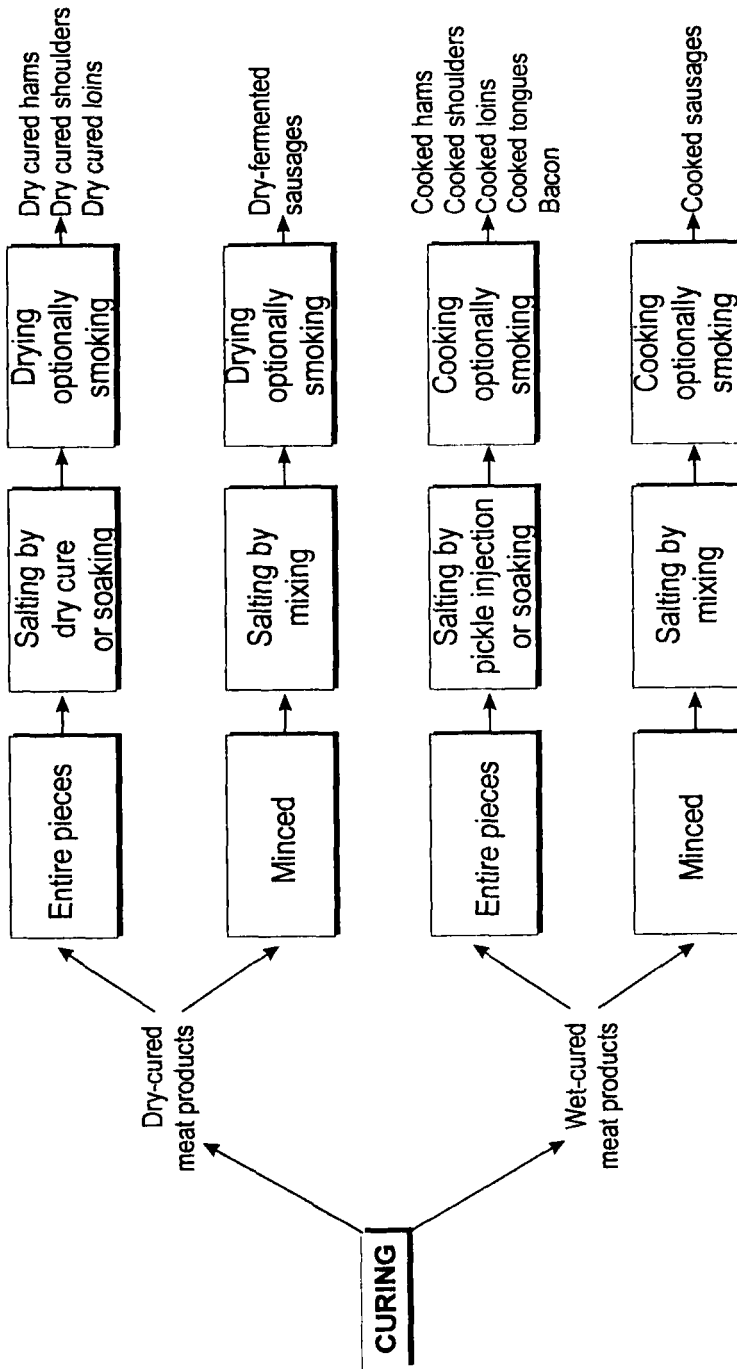 CURING
Dry-cured
meat products
Entire pieces
Salting by
dry cure
or soaking
Drying
optionally
smoking
Dry cured hams
Dry cured shoulders
Dry cured loins
Minced
Salting by
mixing
Drying
optionally
smoking
Dry-fermented
sausages
Wet-cured
meat products
Entire pieces
Salting by
pickle injection
or soaking
Cooking
optionally
smoking
Cooked hams
Cooked shoulders
Cooked loins
Cooked tongues
Bacon
Minced
Salting by
mixing
Cooking
optionally
smoking
Cooked sausages